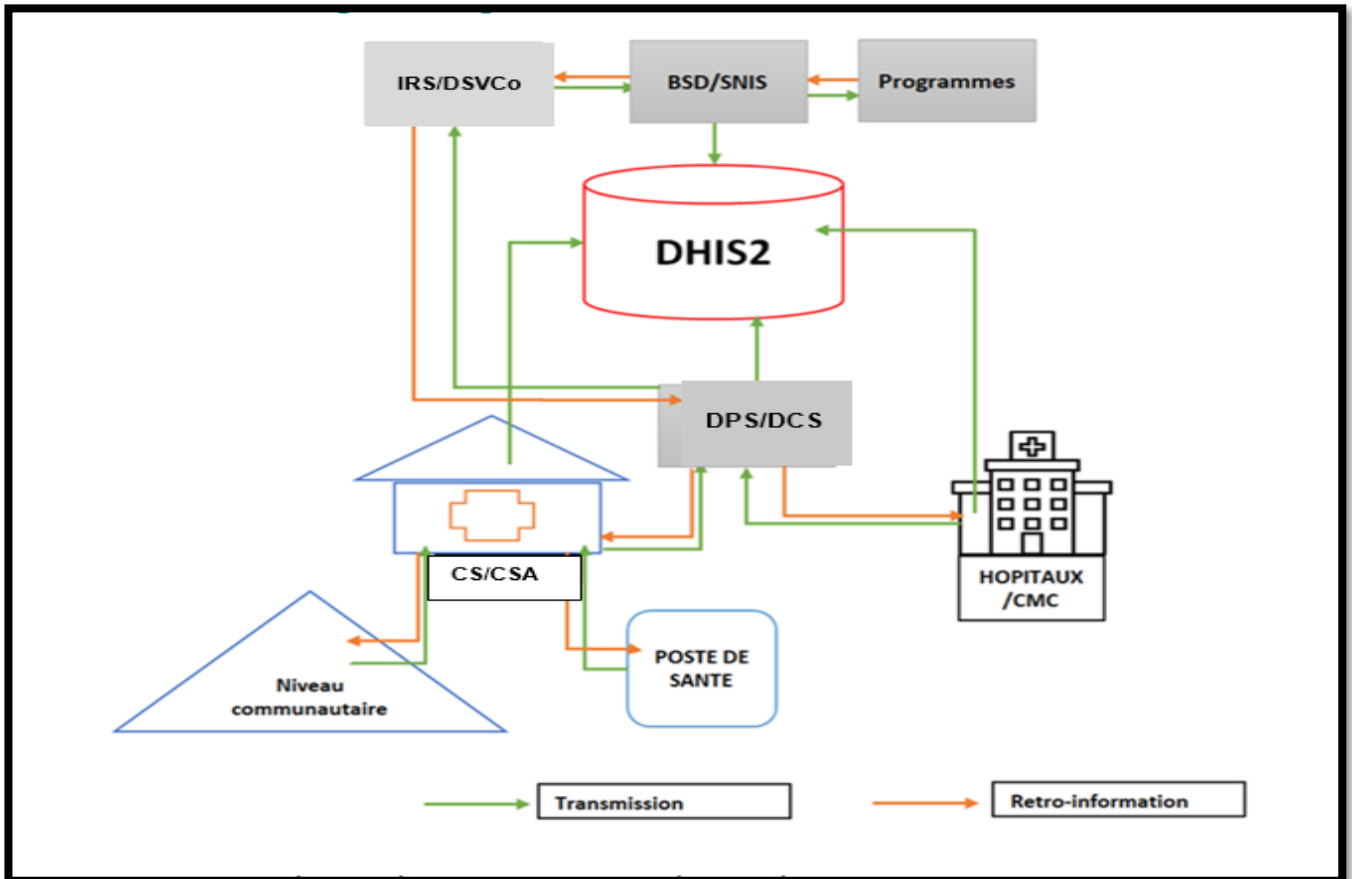 IRS/DSVCo
BSD/SNIS
Programmes
DHIS2
DPS/DCS
CS/CSA
HOPITAUX
/CMC
POSTE DE
SANTE
Niveau
communautaire
Transmission
Retro-information